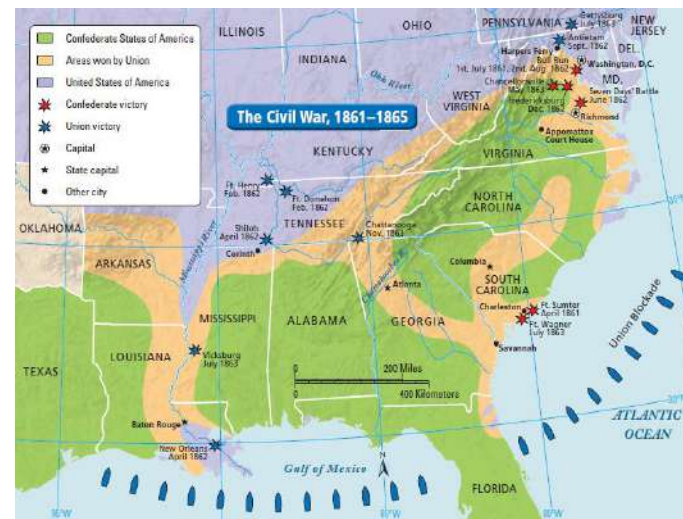 Confederate States of America
Areas won by Union
United States of America
Confederate victory
Union victory
Capital
State capital
Other city
The Civil War, 1861–1865
ILLINOIS
INDIANA
OHIO
PENNSYLVANIA
NEW
JERSEY
DEL.
MD.
Gettysburg
July 1863
Antietam
Sept. 1862
Harpers Ferry
Bull Run
1st, July 1861, 2nd, Aug. 1862
Washington, D.C.
Chancellorsville
May 1863
Fredericksburg
Dec. 1862
Seven Days' Battle
June 1862
Richmond
Appomattox
Court House
Ohio River
WEST
VIRGINIA
KENTUCKY
VIRGINIA
Ft. Henry
Feb. 1862
Ft. Donelson
Feb. 1862
TENNESSEE
NORTH
CAROLINA
OKLAHOMA
Mississippi River
Shiloh
April 1862
Corinth
Chattanooga
Nov. 1863
ARKANSAS
Columbia
SOUTH
CAROLINA
Atlanta
Charleston
Ft. Sumter
April 1861
Ft. Wagner
July 1863
MISSISSIPPI
ALABAMA
GEORGIA
Savannah
Union Blockade
LOUISIANA
Vicksburg
July 1863
TEXAS
0
200 Miles
0
400 Kilometers
Baton Rouge
New Orleans
April 1862
Gulf of Mexico
N
FLORIDA
ATLANTIC
OCEAN
30°N